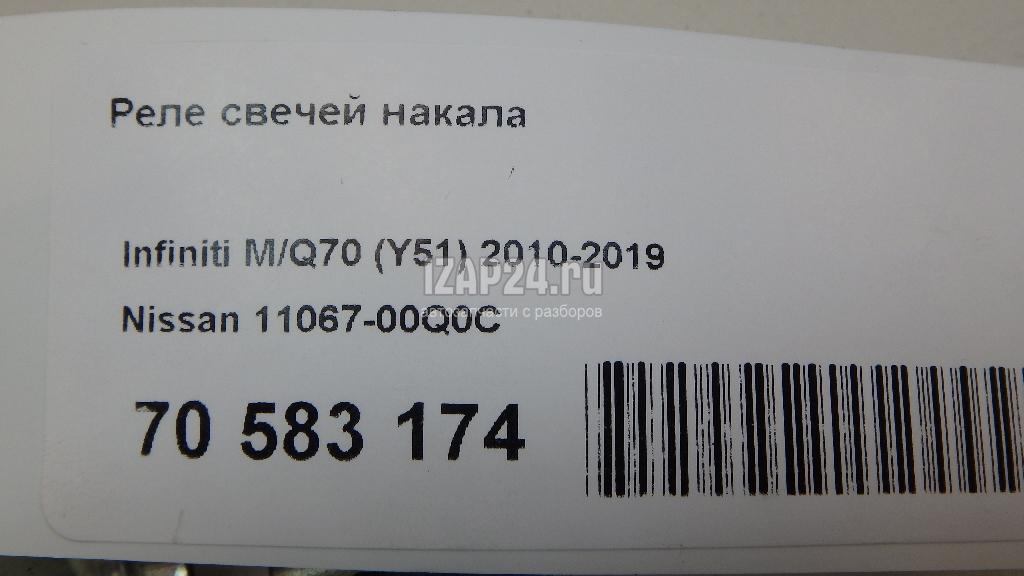 Реле свечей накала
Infiniti M/Q70 (Y51) 2010-2019
IZAP24.ru
автозапчасти с разборов
Nissan 11067-00Q0C
70 583 174